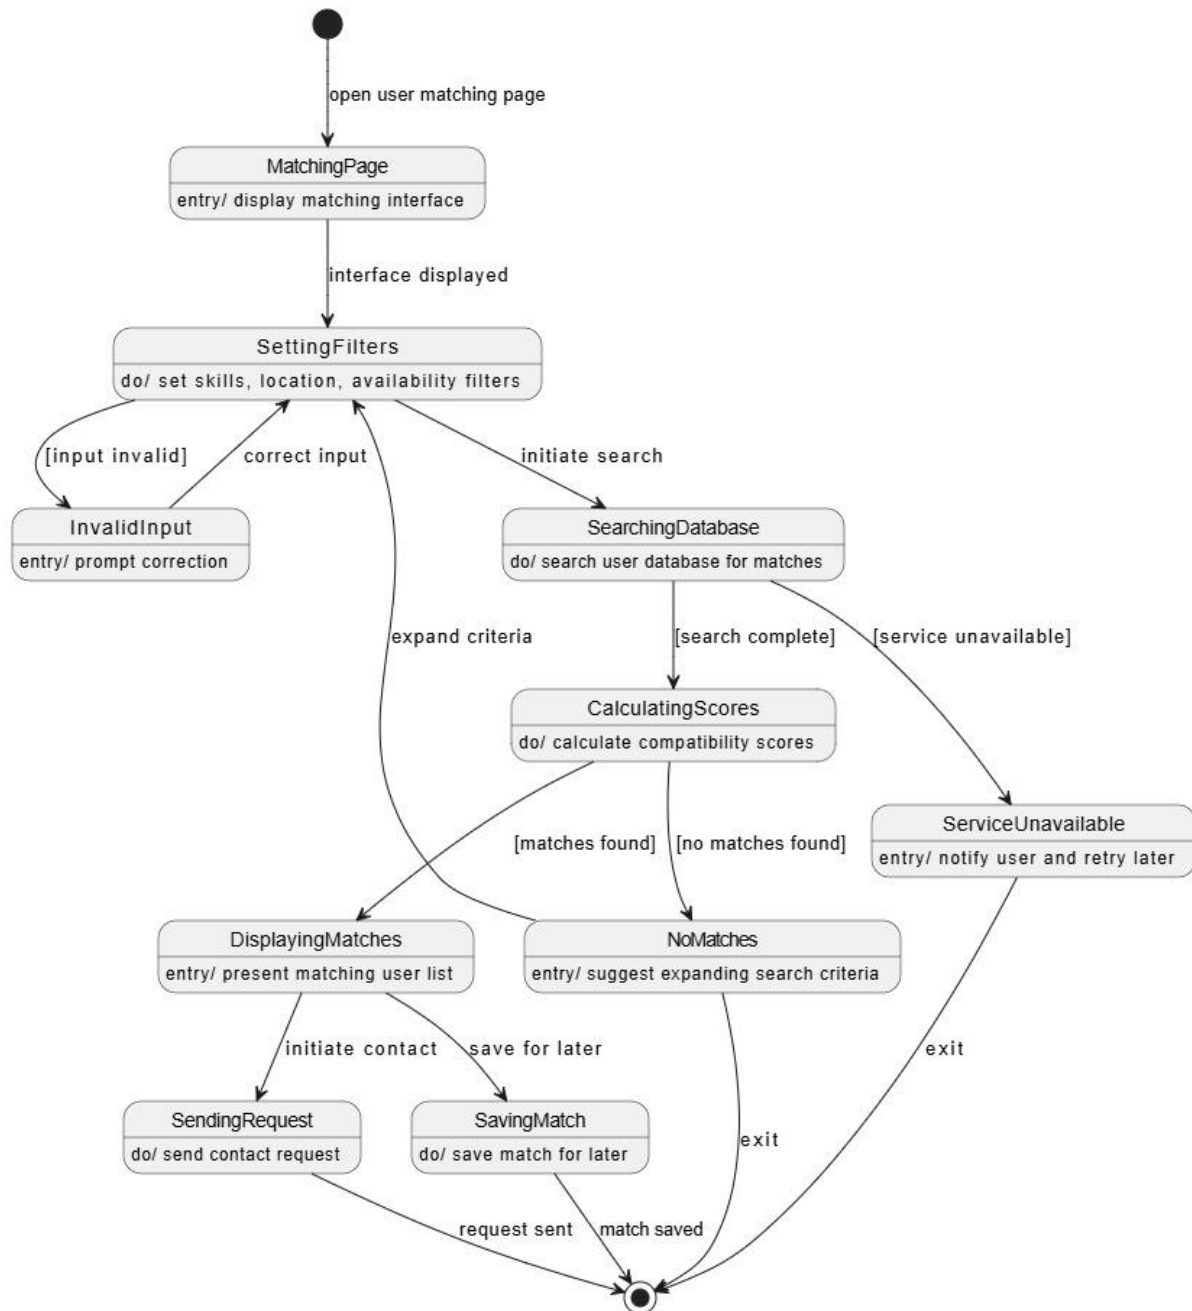 open user matching page
MatchingPage
entry/ display matching interface
interface displayed
SettingFilters
do/ set skills, location, availability filters
[input invalid]
correct input
initiate search
InvalidInput
entry/ prompt correction
SearchingDatabase
do/ search user database for matches
expand criteria
[search complete]
[service unavailable]
CalculatingScores
do/ calculate compatibility scores
[matches found]
[no matches found]
ServiceUnavailable
entry/ notify user and retry later
DisplayingMatches
entry/ present matching user list
NoMatches
entry/ suggest expanding search criteria
initiate contact
save for later
exit
SendingRequest
do/ send contact request
SavingMatch
do/ save match for later
exit
request sent
match saved